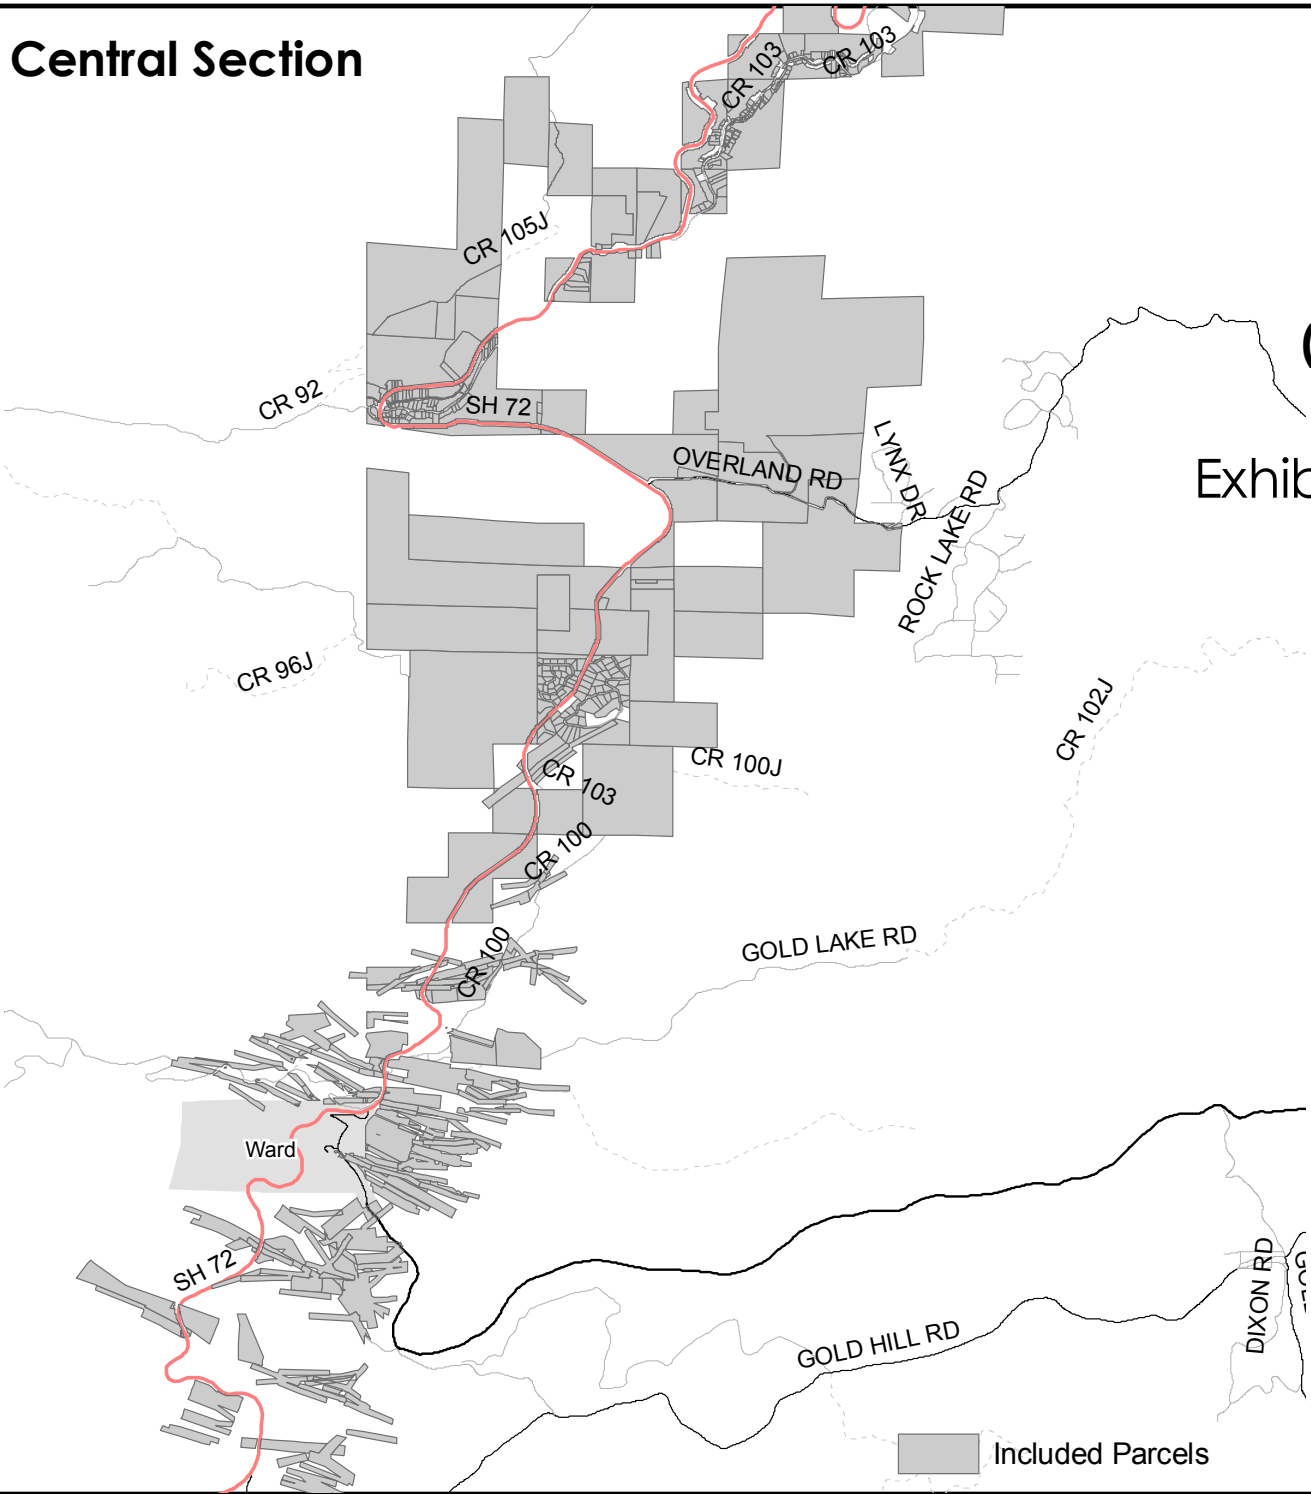 Central Section
CR 103
CR 103
CR 105J
CR 92
SH 72
OVERLAND RD
LYNX DR
ROCK LAKE RD
Exhib
CR 96J
CR 102J
CR 100J
CR 103
CR 100
GOLD LAKE RD
CR 100
Ward
SH 72
DIXON RD
GOLD HILL RD
Included Parcels